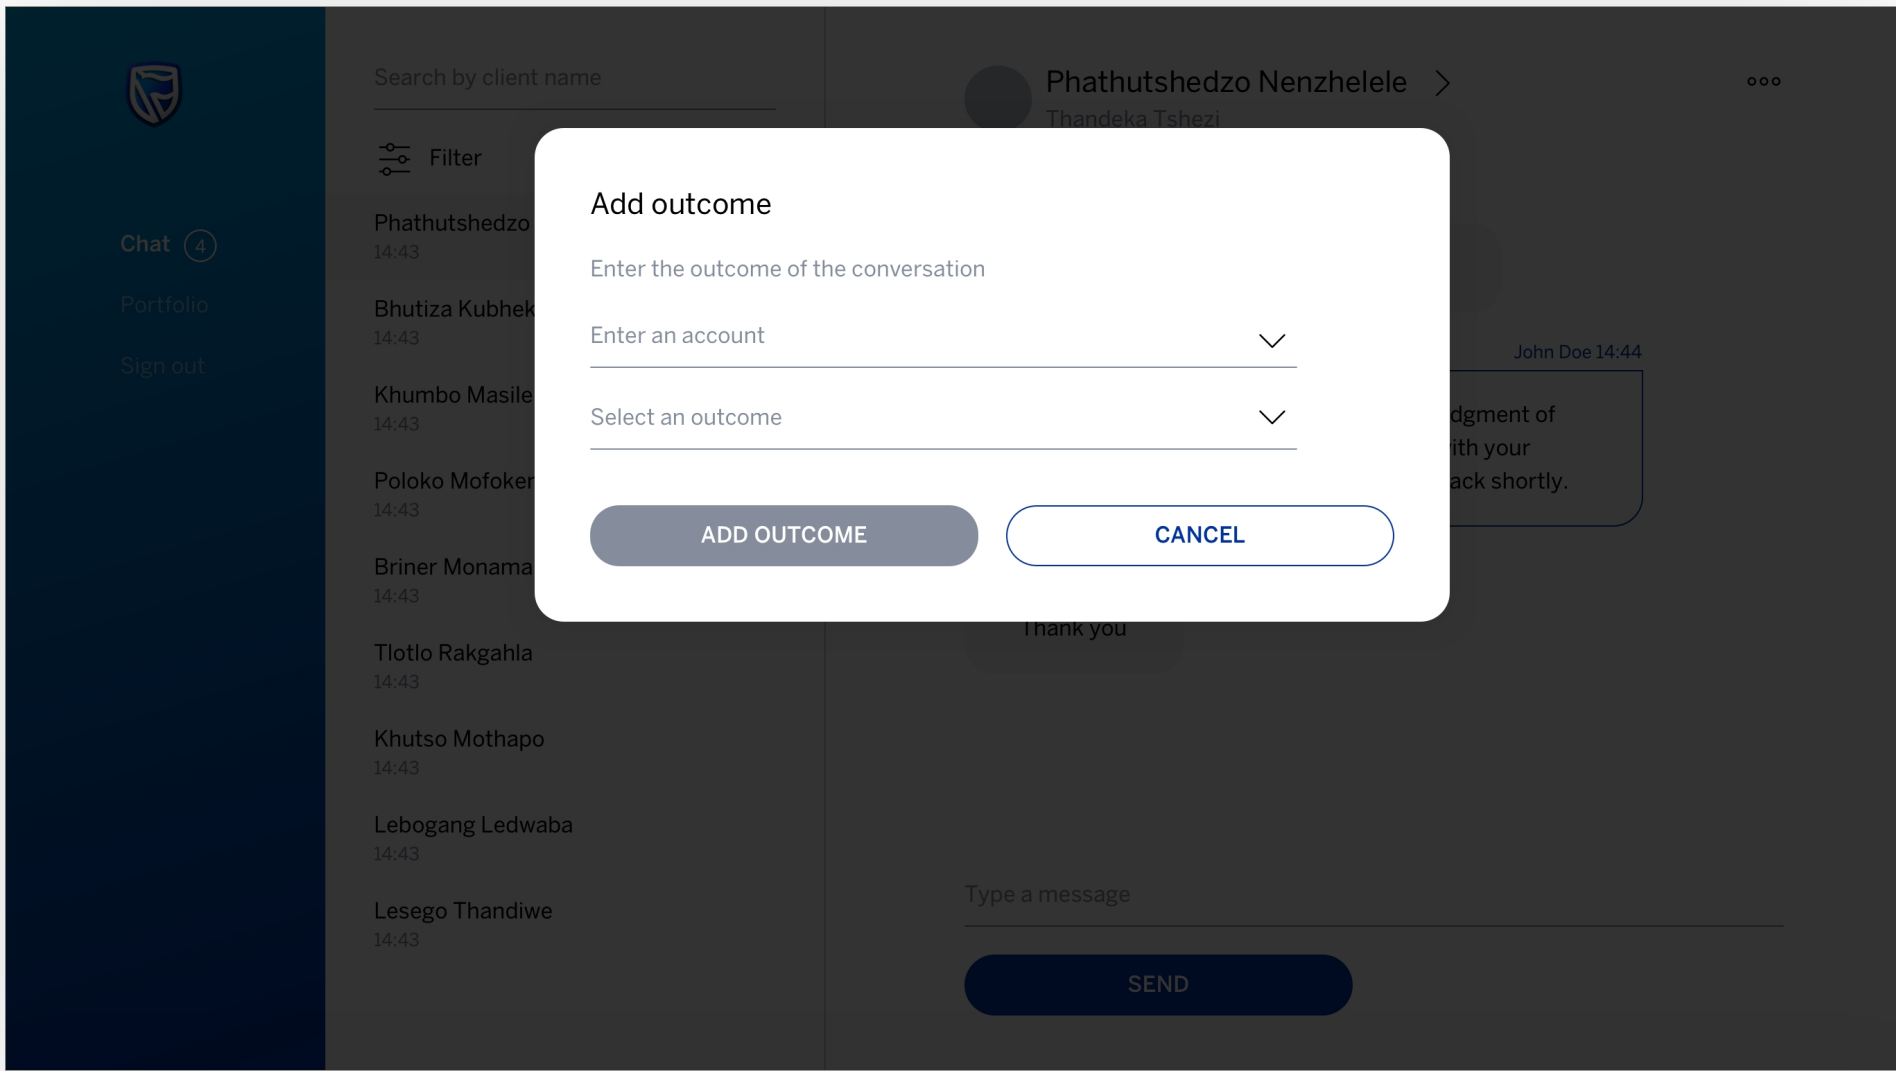 Search by client name
Filter
Chat 4
Portfolio
Sign out
Phathutshedzo
14:43
Bhutiza Kubhek
14:43
Khumbo Masile
14:43
Poloko Mofoker
14:43
Briner Monama
14:43
Tlotlo Rakgahla
14:43
Khutso Mothapo
14:43
Lebogang Ledwaba
14:43
Lesego Thandiwe
14:43
Phathutshedzo Nenzhelele
Thandeka Tshezi
Add outcome
Enter the outcome of the conversation
Enter an account
Select an outcome
ADD OUTCOME
CANCEL
John Doe 14:44
dgment of
ith your
ack shortly.
Thank you
Type a message
SEND